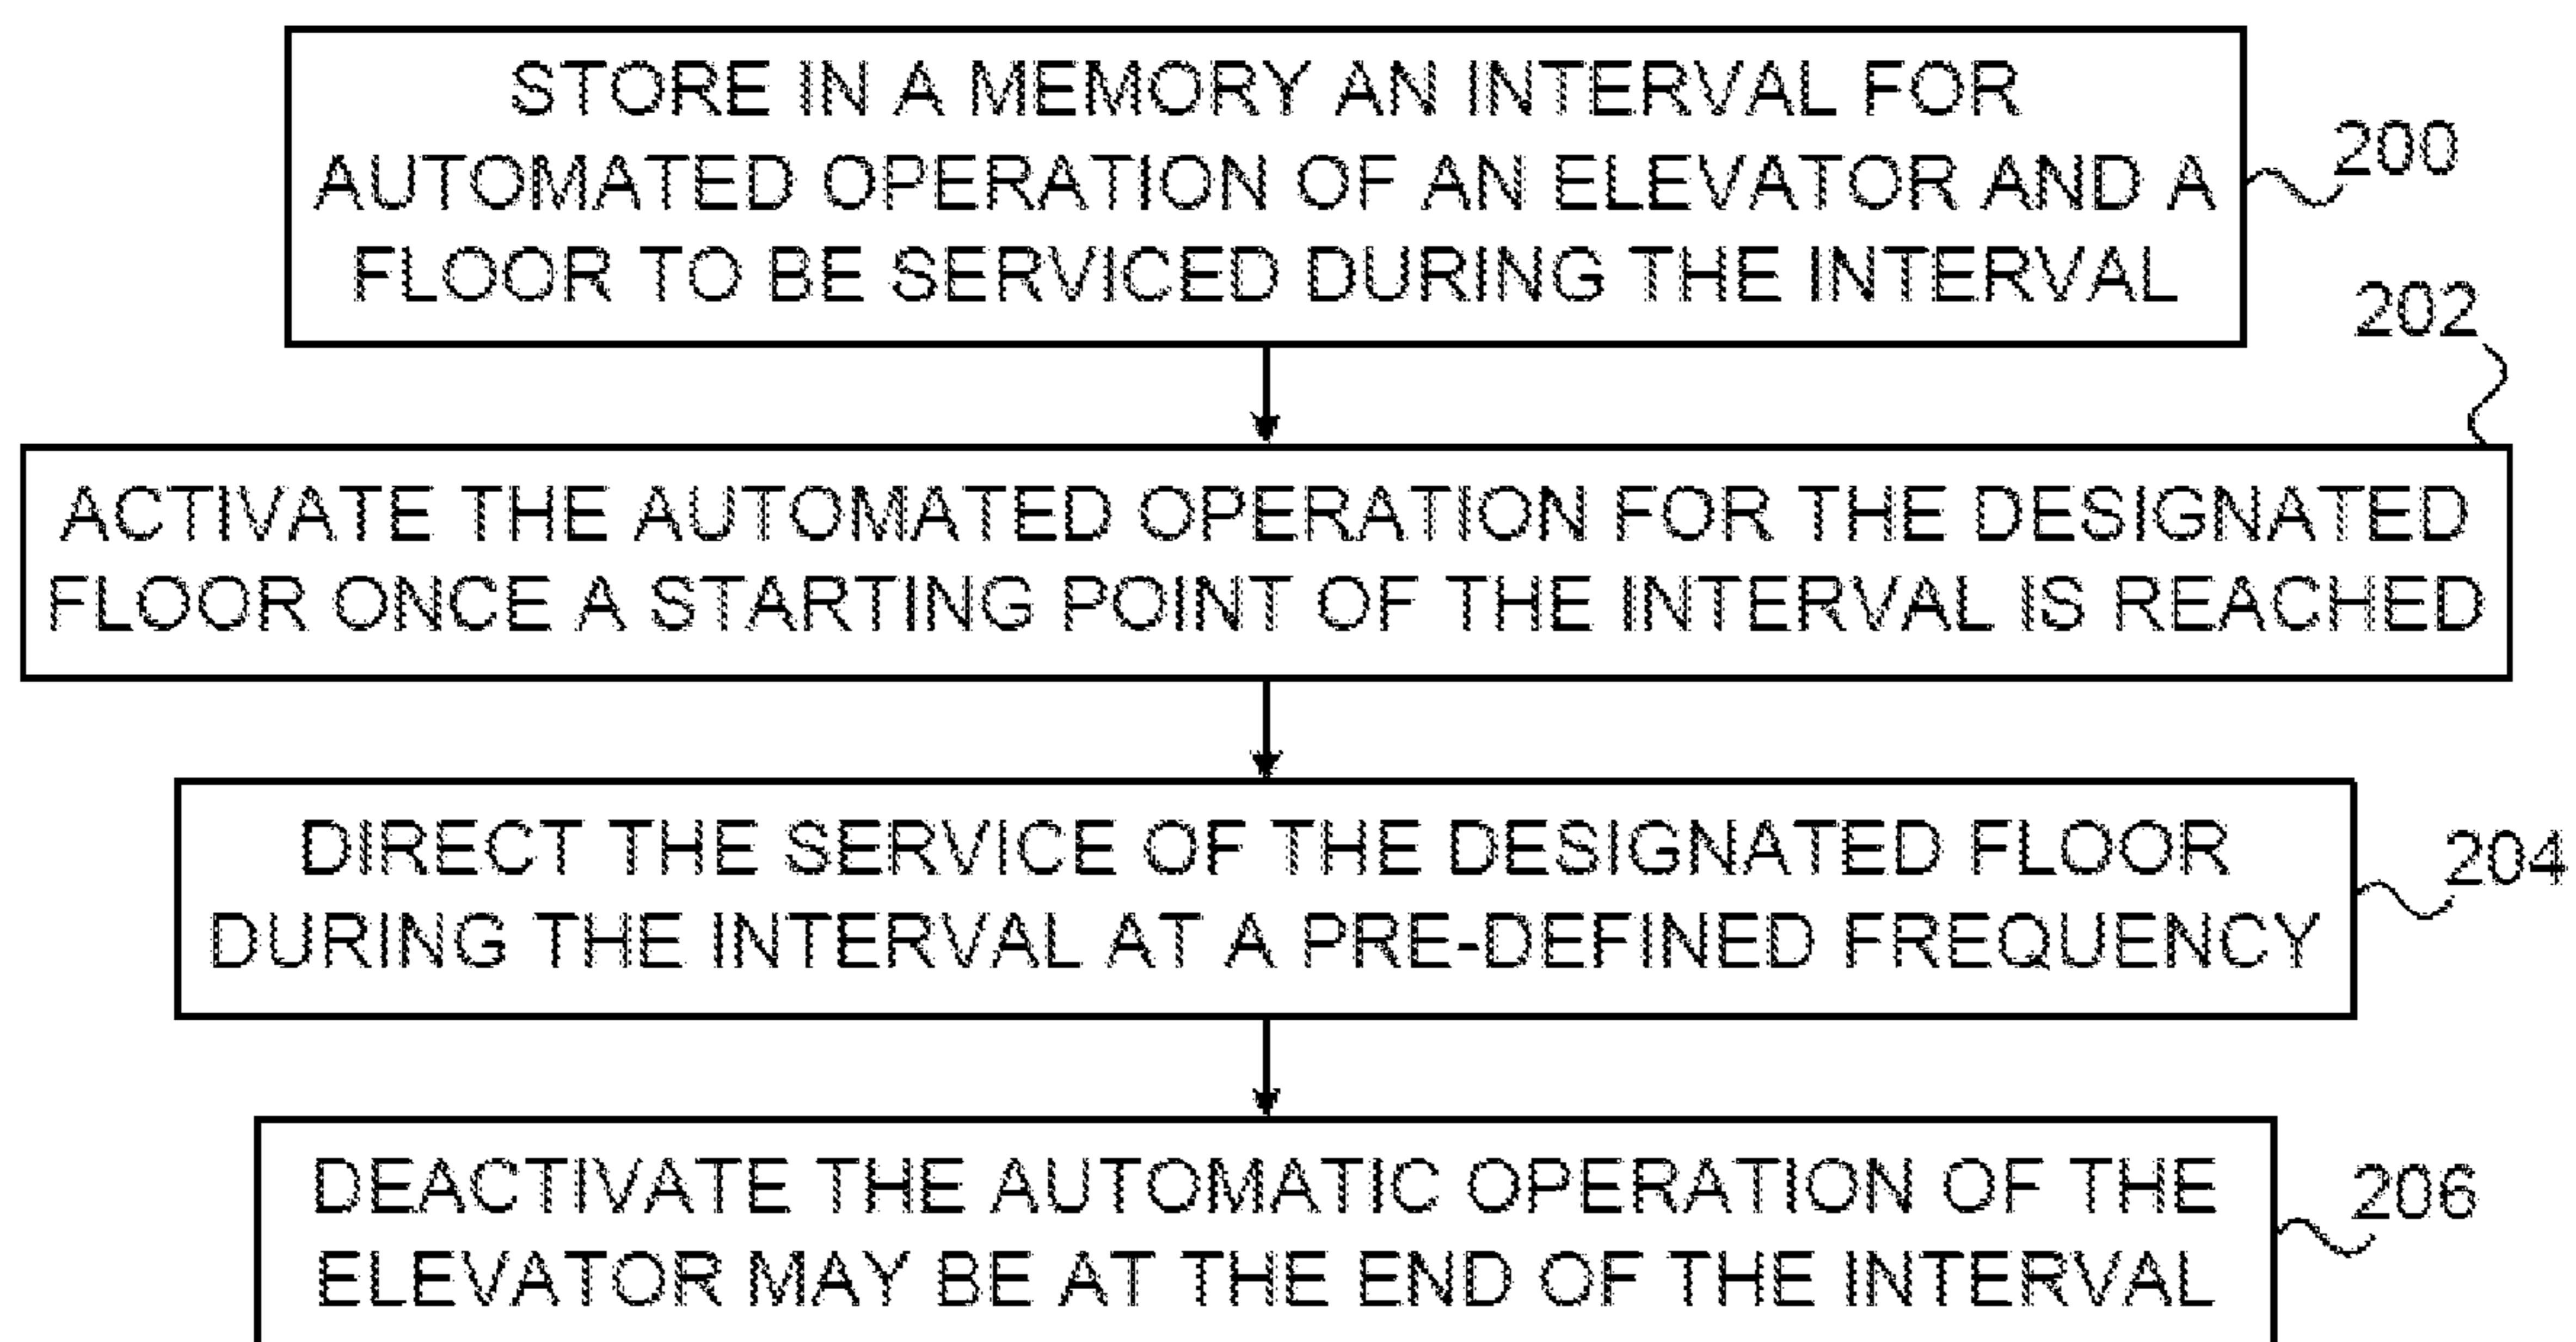 STORE IN A MEMORY AN INTERVAL FOR
AUTOMATED OPERATION OF AN ELEVATOR AND A
FLOOR TO BE SERVICED DURING THE INTERVAL
200
202
ACTIVATE THE AUTOMATED OPERATION FOR THE DESIGNATED
FLOOR ONCE A STARTING POINT OF THE INTERVAL IS REACHED
DIRECT THE SERVICE OF THE DESIGNATED FLOOR
DURING THE INTERVAL AT A PRE-DEFINED FREQUENCY
204
DEACTIVATE THE AUTOMATIC OPERATION OF THE
ELEVATOR MAY BE AT THE END OF THE INTERVAL
206